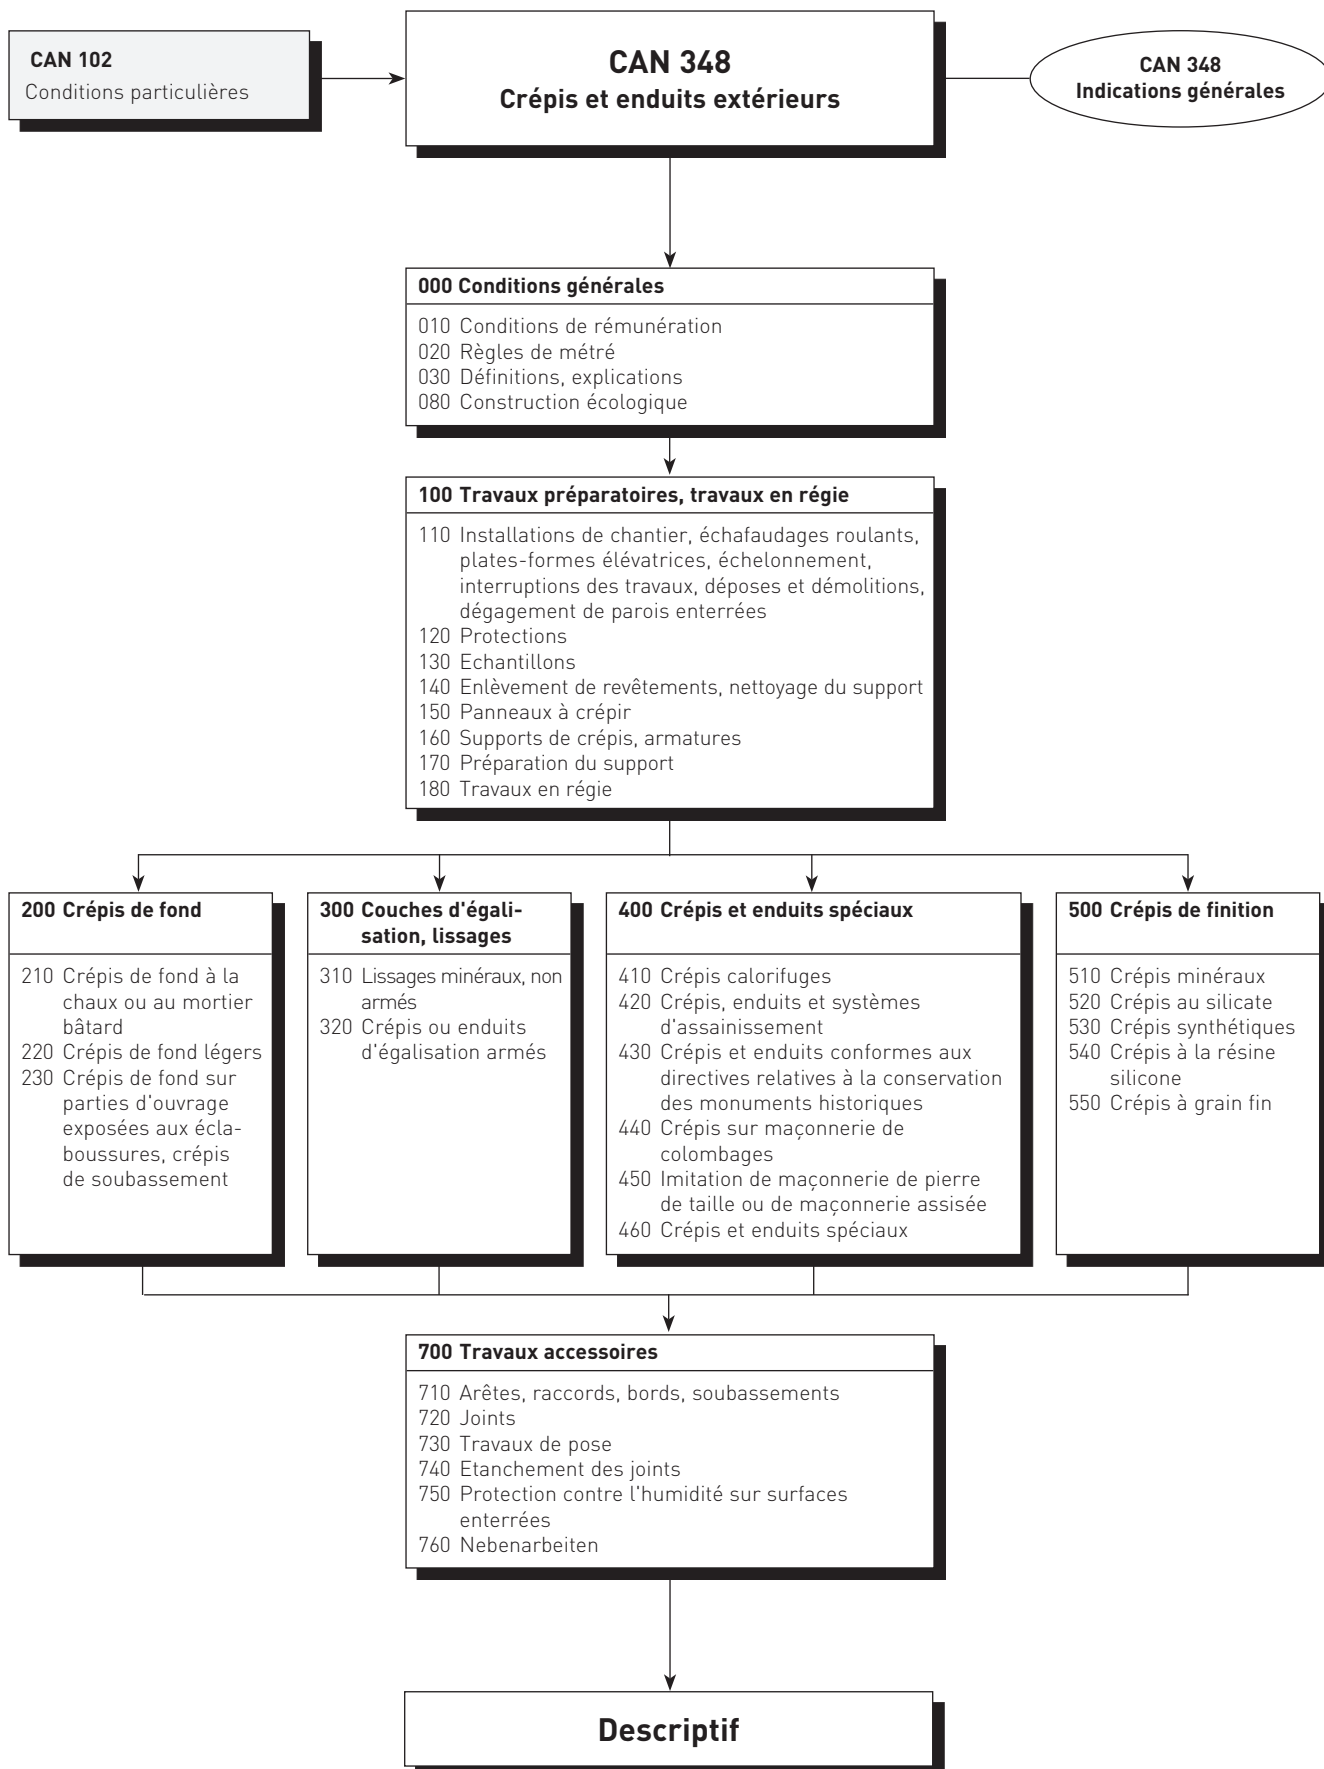 CAN 102
Conditions particulières
CAN 348
Crépis et enduits extérieurs
CAN 348
Indications générales
000 Conditions générales
010 Conditions de rémunération
020 Règles de métré
030 Définitions, explications
080 Construction écologique
100 Travaux préparatoires, travaux en régie
110 Installations de chantier, échafaudages roulants,
plates-formes élévatrices, échelonnement,
interruptions des travaux, déposes et démolitions,
dégagement de parois enterrées
120 Protections
130 Echantillons
140 Enlèvement de revêtements, nettoyage du support
150 Panneaux à crépir
160 Supports de crépis, armatures
170 Préparation du support
180 Travaux en régie
200 Crépis de fond
210 Crépis de fond à la
chaux ou au mortier
bâtard
220 Crépis de fond légers
230 Crépis de fond sur
parties d'ouvrage
exposées aux écla-
boussures, crépis
de soubassement
300 Couches d'égali-
sation, lissages
310 Lissages minéraux, non
armés
320 Crépis ou enduits
d'égalisation armés
400 Crépis et enduits spéciaux
410 Crépis calorifuges
420 Crépis, enduits et systèmes
d'assainissement
430 Crépis et enduits conformes aux
directives relatives à la conservation
des monuments historiques
440 Crépis sur maçonnerie de
colombages
450 Imitation de maçonnerie de pierre
de taille ou de maçonnerie assisée
460 Crépis et enduits spéciaux
500 Crépis de finition
510 Crépis minéraux
520 Crépis au silicate
530 Crépis synthétiques
540 Crépis à la résine
silicone
550 Crépis à grain fin
700 Travaux accessoires
710 Arêtes, raccords, bords, soubassements
720 Joints
730 Travaux de pose
740 Etanchement des joints
750 Protection contre l'humidité sur surfaces
enterrées
760 Nebenarbeiten
Descriptif